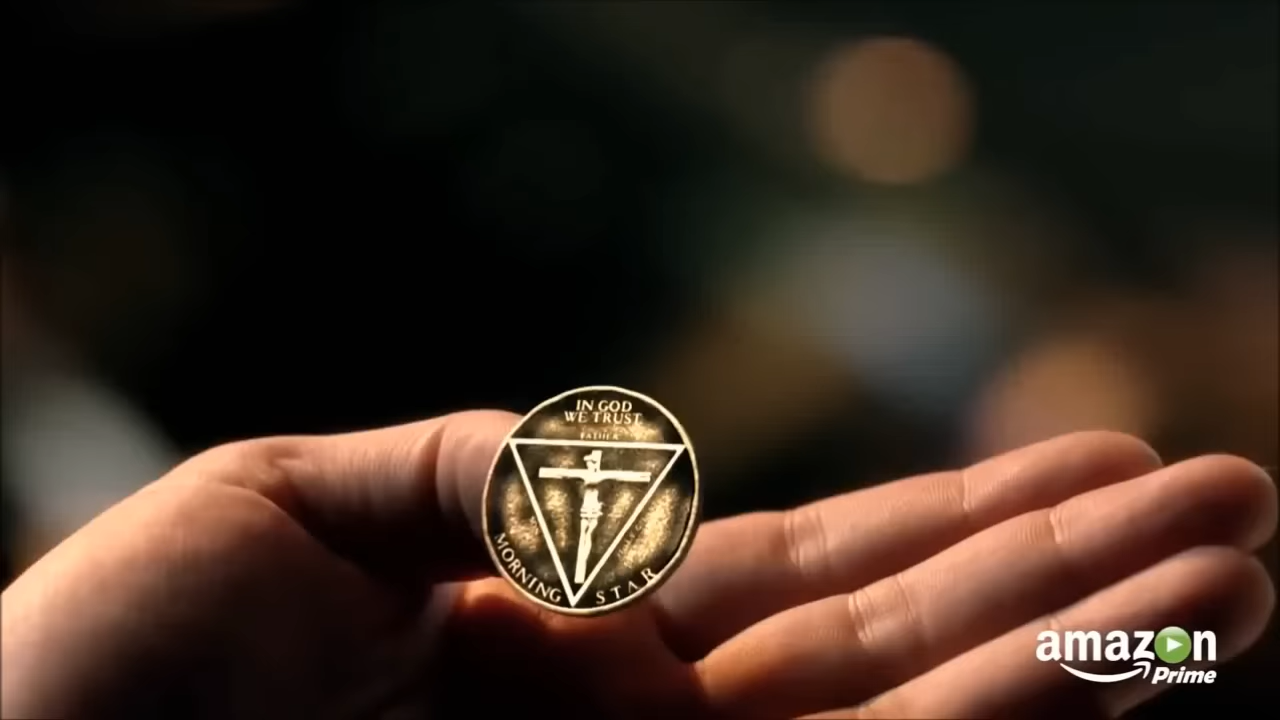 IN GOD
WE TRUST
FATHER
MORNING STAR
amazon
Prime